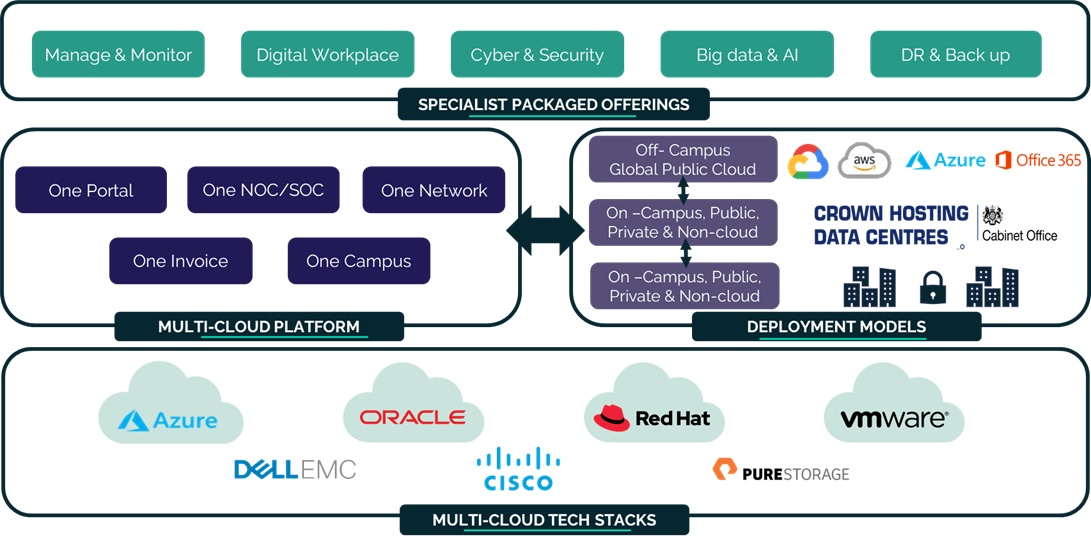 Manage & Monitor
Digital Workplace
Cyber & Security
Big data & AI
DR & Back up
SPECIALIST PACKAGED OFFERINGS
One Portal
One NOC/SOC
One Network
One Invoice
One Campus
MULTI-CLOUD PLATFORM
Off- Campus
Global Public Cloud
aws
Azure
Office 365
On –Campus, Public,
Private & Non-cloud
CROWN HOSTING
DATA CENTRES
Cabinet Office
On –Campus, Public,
Private & Non-cloud
DEPLOYMENT MODELS
Azure
ORACLE
Red Hat
vmware®
DELL EMC
CISCO
PURESTORAGE
MULTI-CLOUD TECH STACKS